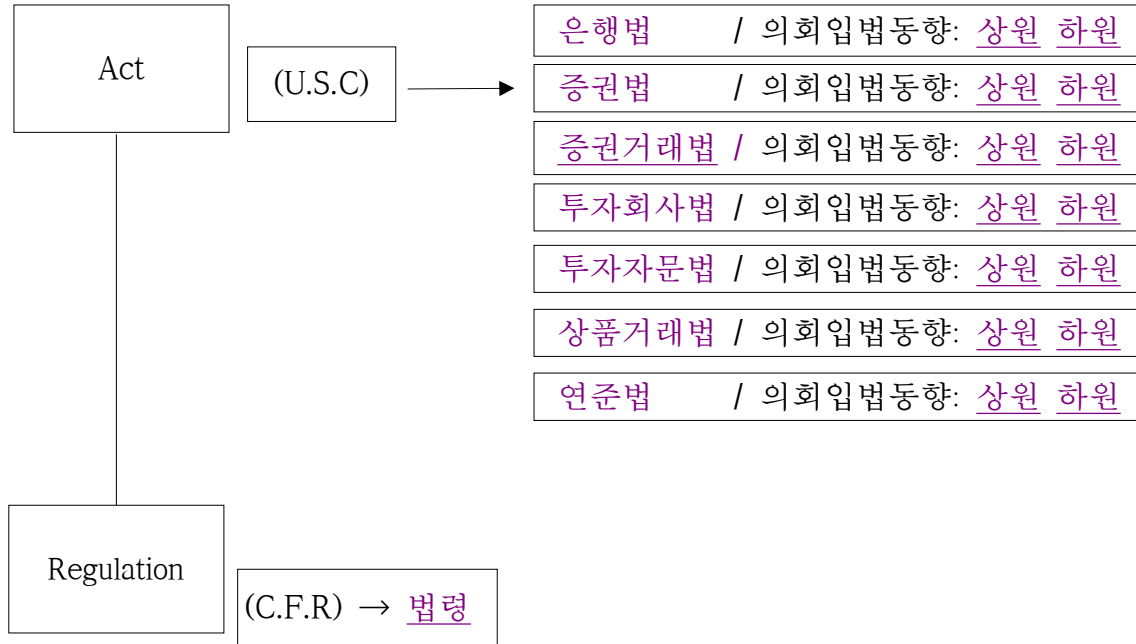 Act
(U.S.C)
은행법 / 의회입법동향: 상원 하원
증권법 / 의회입법동향: 상원 하원
증권거래법 / 의회입법동향: 상원 하원
투자회사법 / 의회입법동향: 상원 하원
투자자문법 / 의회입법동향: 상원 하원
상품거래법 / 의회입법동향: 상원 하원
연준법 / 의회입법동향: 상원 하원
Regulation
(C.F.R) → 법령